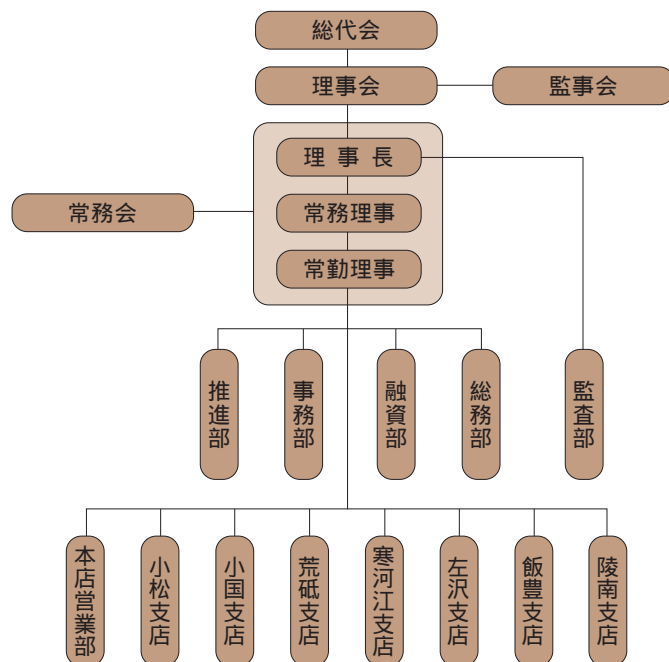 総代会
理事会
監事会
理事長
常務会
常務理事
常勤理事
推進部
事務部
融資部
総務部
監査部
本店営業部
小松支店
小国支店
荒砥支店
寒河江支店
左沢支店
飯豊支店
陵南支店